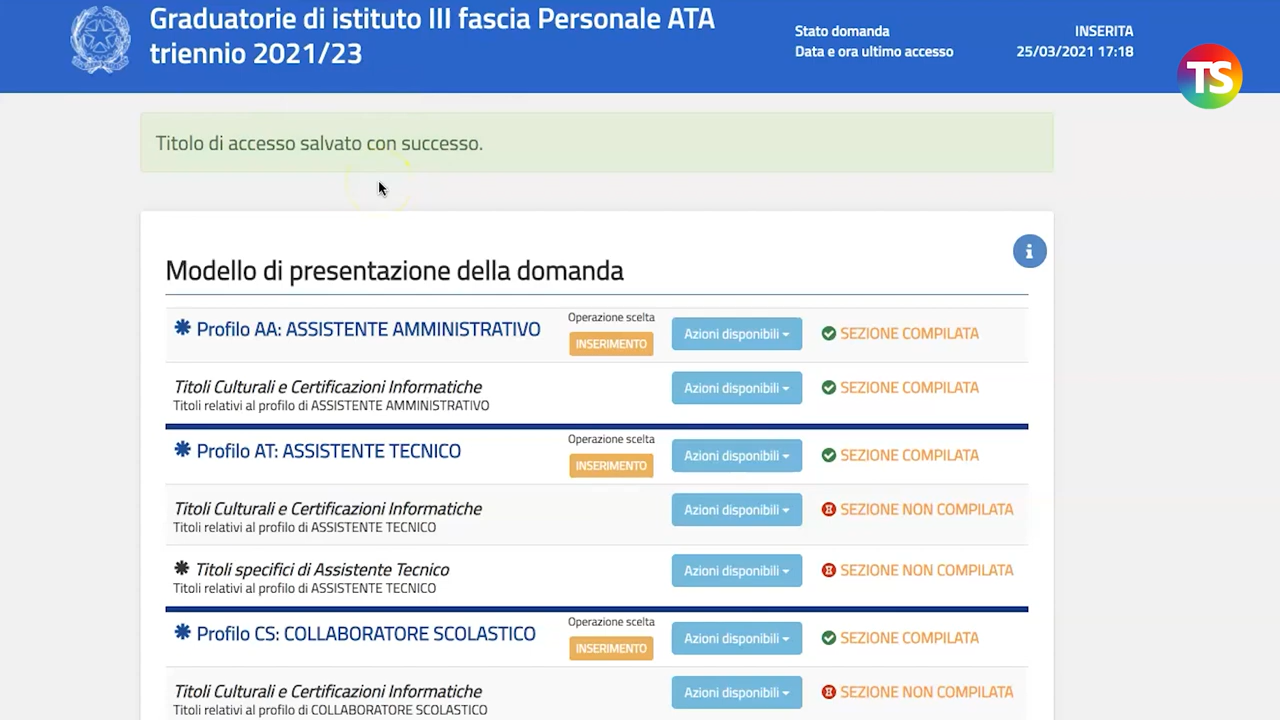 Graduatorie di istituto III fascia Personale ATA
triennio 2021/23
Stato domanda INSERITA
Data e ora ultimo accesso 25/03/2021 17:18
TS
Titolo di accesso salvato con successo.
i
Modello di presentazione della domanda
Profilo AA: ASSISTENTE AMMINISTRATIVO
Operazione scelta
INSERIMENTO
Azioni disponibili
SEZIONE COMPILATA
Titoli Culturali e Certificazioni Informatiche
Titoli relativi al profilo di ASSISTENTE AMMINISTRATIVO
Azioni disponibili
SEZIONE COMPILATA
Profilo AT: ASSISTENTE TECNICO
Operazione scelta
INSERIMENTO
Azioni disponibili
SEZIONE COMPILATA
Titoli Culturali e Certificazioni Informatiche
Titoli relativi al profilo di ASSISTENTE TECNICO
Azioni disponibili
SEZIONE NON COMPILATA
Titoli specifici di Assistente Tecnico
Titoli relativi al profilo di ASSISTENTE TECNICO
Azioni disponibili
SEZIONE NON COMPILATA
Profilo CS: COLLABORATORE SCOLASTICO
Operazione scelta
INSERIMENTO
Azioni disponibili
SEZIONE COMPILATA
Titoli Culturali e Certificazioni Informatiche
Titoli relativi al profilo di COLLABORATORE SCOLASTICO
Azioni disponibili
SEZIONE NON COMPILATA